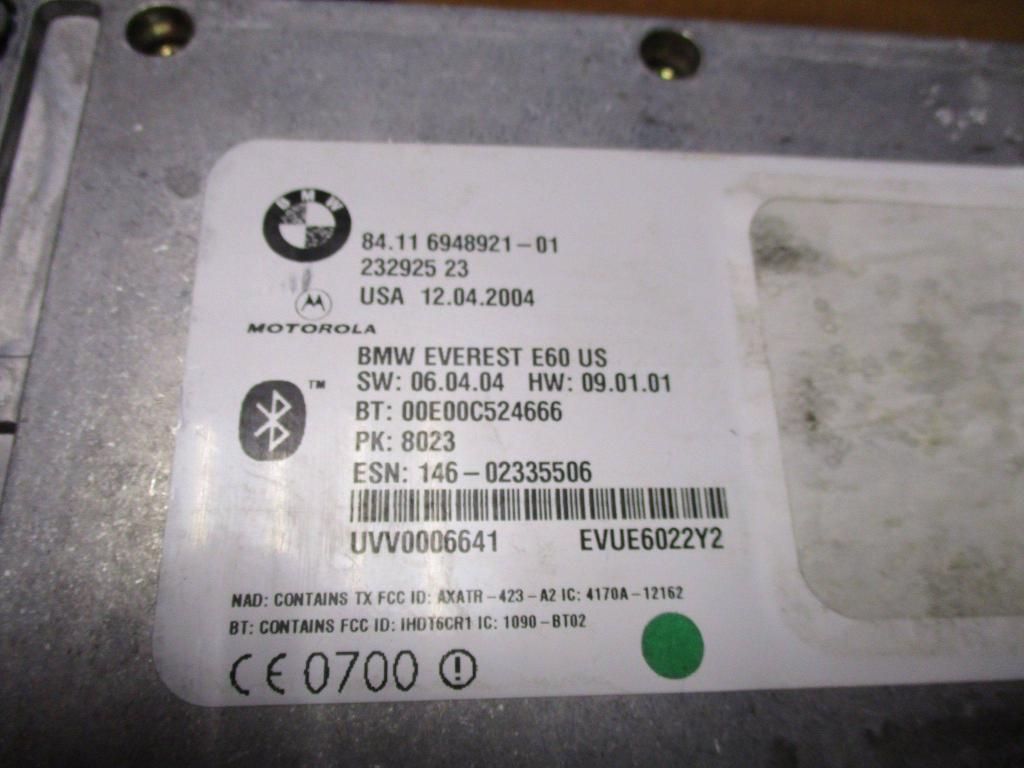 BMW
84.11 6948921-01
232925 23
USA 12.04.2004
MOTOROLA
BMW EVEREST E60 US
SW: 06.04.04 HW: 09.01.01
TM
BT: 00E00C524666
PK: 8023
ESN: 146-02335506
UVV0006641 EVUE6022Y2
NAD: CONTAINS TX FCC ID: AXATR-423-A2 IC: 4170A-12162
BT: CONTAINS FCC ID: IHDT6CR1 IC: 1090-BT02
CE 0700 !